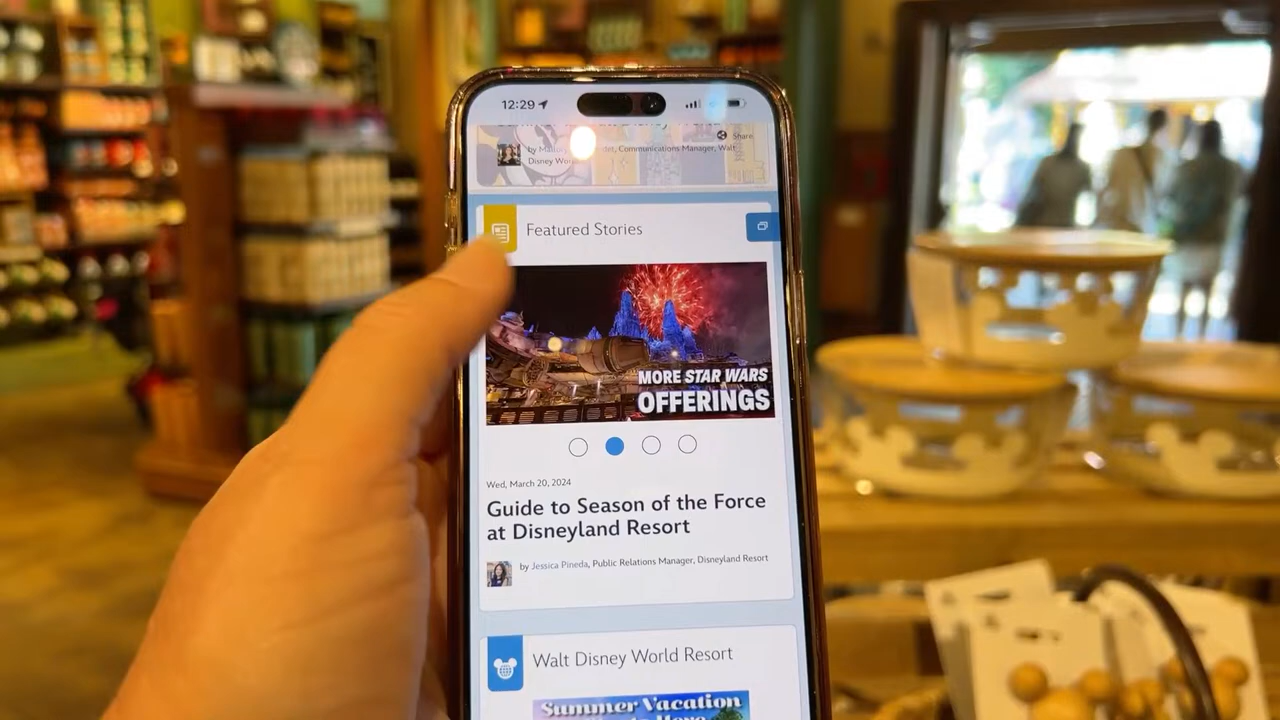 12:29
Share
Communications Manager, Walt
Featured Stories
MORE STAR WARS
OFFERINGS
Wed, March 20, 2024
Guide to Season of the Force
at Disneyland Resort
by Jessica Pineda, Public Relations Manager, Disneyland Resort
Walt Disney World Resort
Summer Vacation